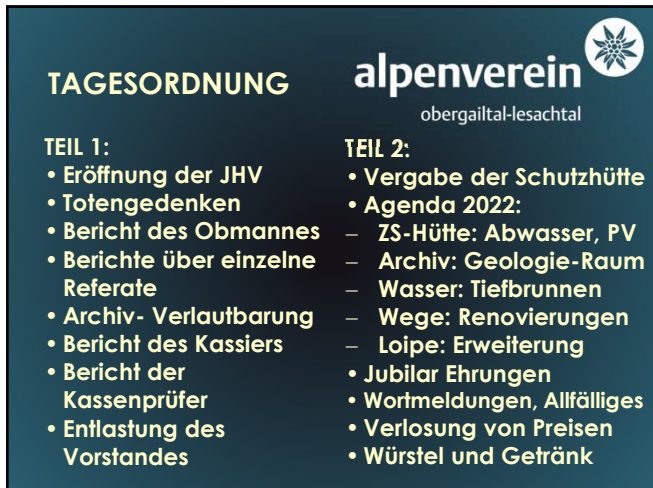 TAGESORDNUNG
alpenverein
obergailtal-lesachtal
TEIL 1:
• Eröffnung der JHV
• Totengedenken
• Bericht des Obmannes
• Berichte über einzelne
Referate
• Archiv- Verlautbarung
• Bericht des Kassiers
• Bericht der
Kassenprüfer
• Entlastung des
Vorstandes
TEIL 2:
• Vergabe der Schutzhütte
• Agenda 2022:
– ZS-Hütte: Abwasser, PV
– Archiv: Geologie-Raum
– Wasser: Tiefbrunnen
– Wege: Renovierungen
– Loipe: Erweiterung
• Jubilar Ehrungen
• Wortmeldungen, Allfälliges
• Verlosung von Preisen
• Würstel und Getränk